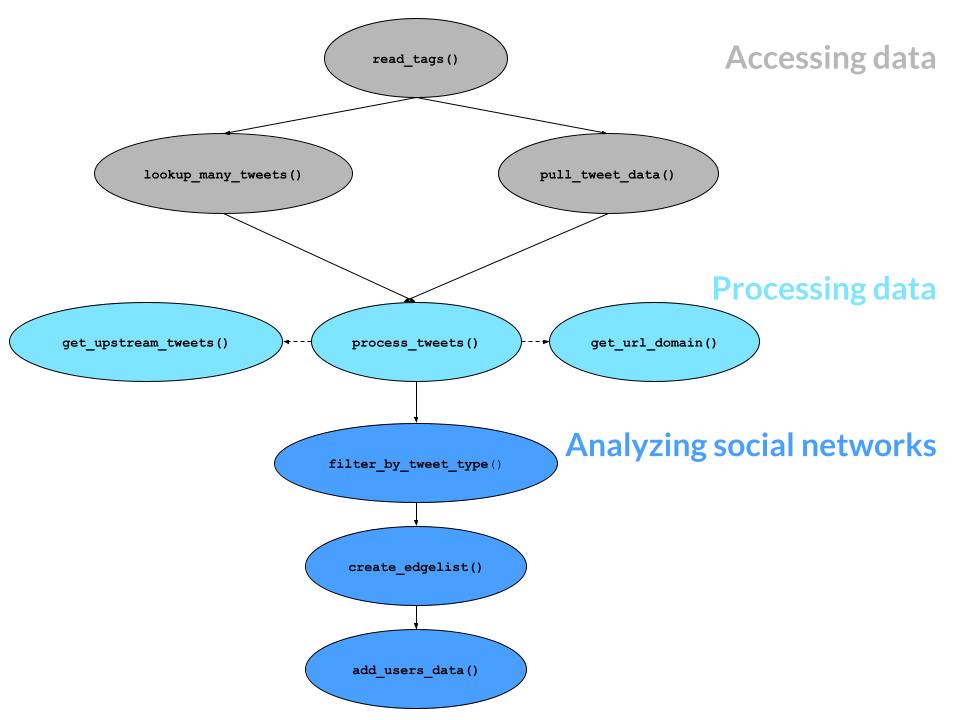 read_tags()
Accessing data
lookup_many_tweets()
pull_tweet_data()
Processing data
get_upstream_tweets()
process_tweets()
get_url_domain()
Analyzing social networks
filter_by_tweet_type()
create_edgelist()
add_users_data()